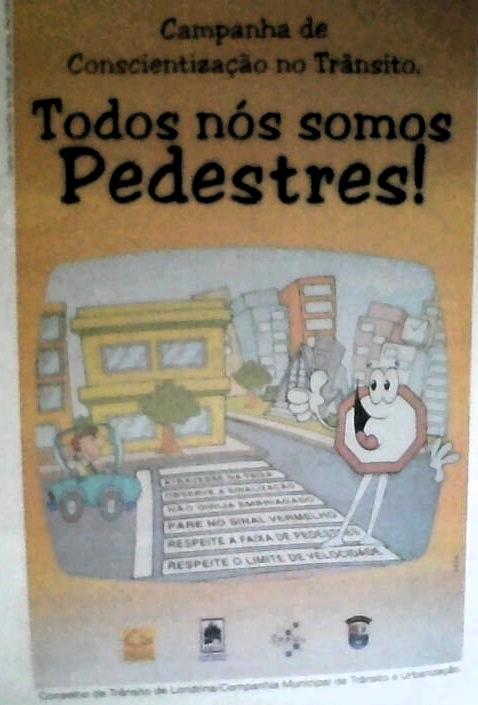 Campanha de
Conscientização no Trânsito.
Todos nós somos
Pedestres!
ATRAVESSE NA FAIXA
OBSERVE A SINALIZAÇÃO
NÃO DIRIJA EMBRIAGADO
PARE NO SINAL VERMELHO
RESPEITE A FAIXA DE PEDESTRES
RESPEITE O LIMITE DE VELOCIDADE
Conselho de Trânsito de Londrina/Companhia Municipal de Trânsito e Urbanização.